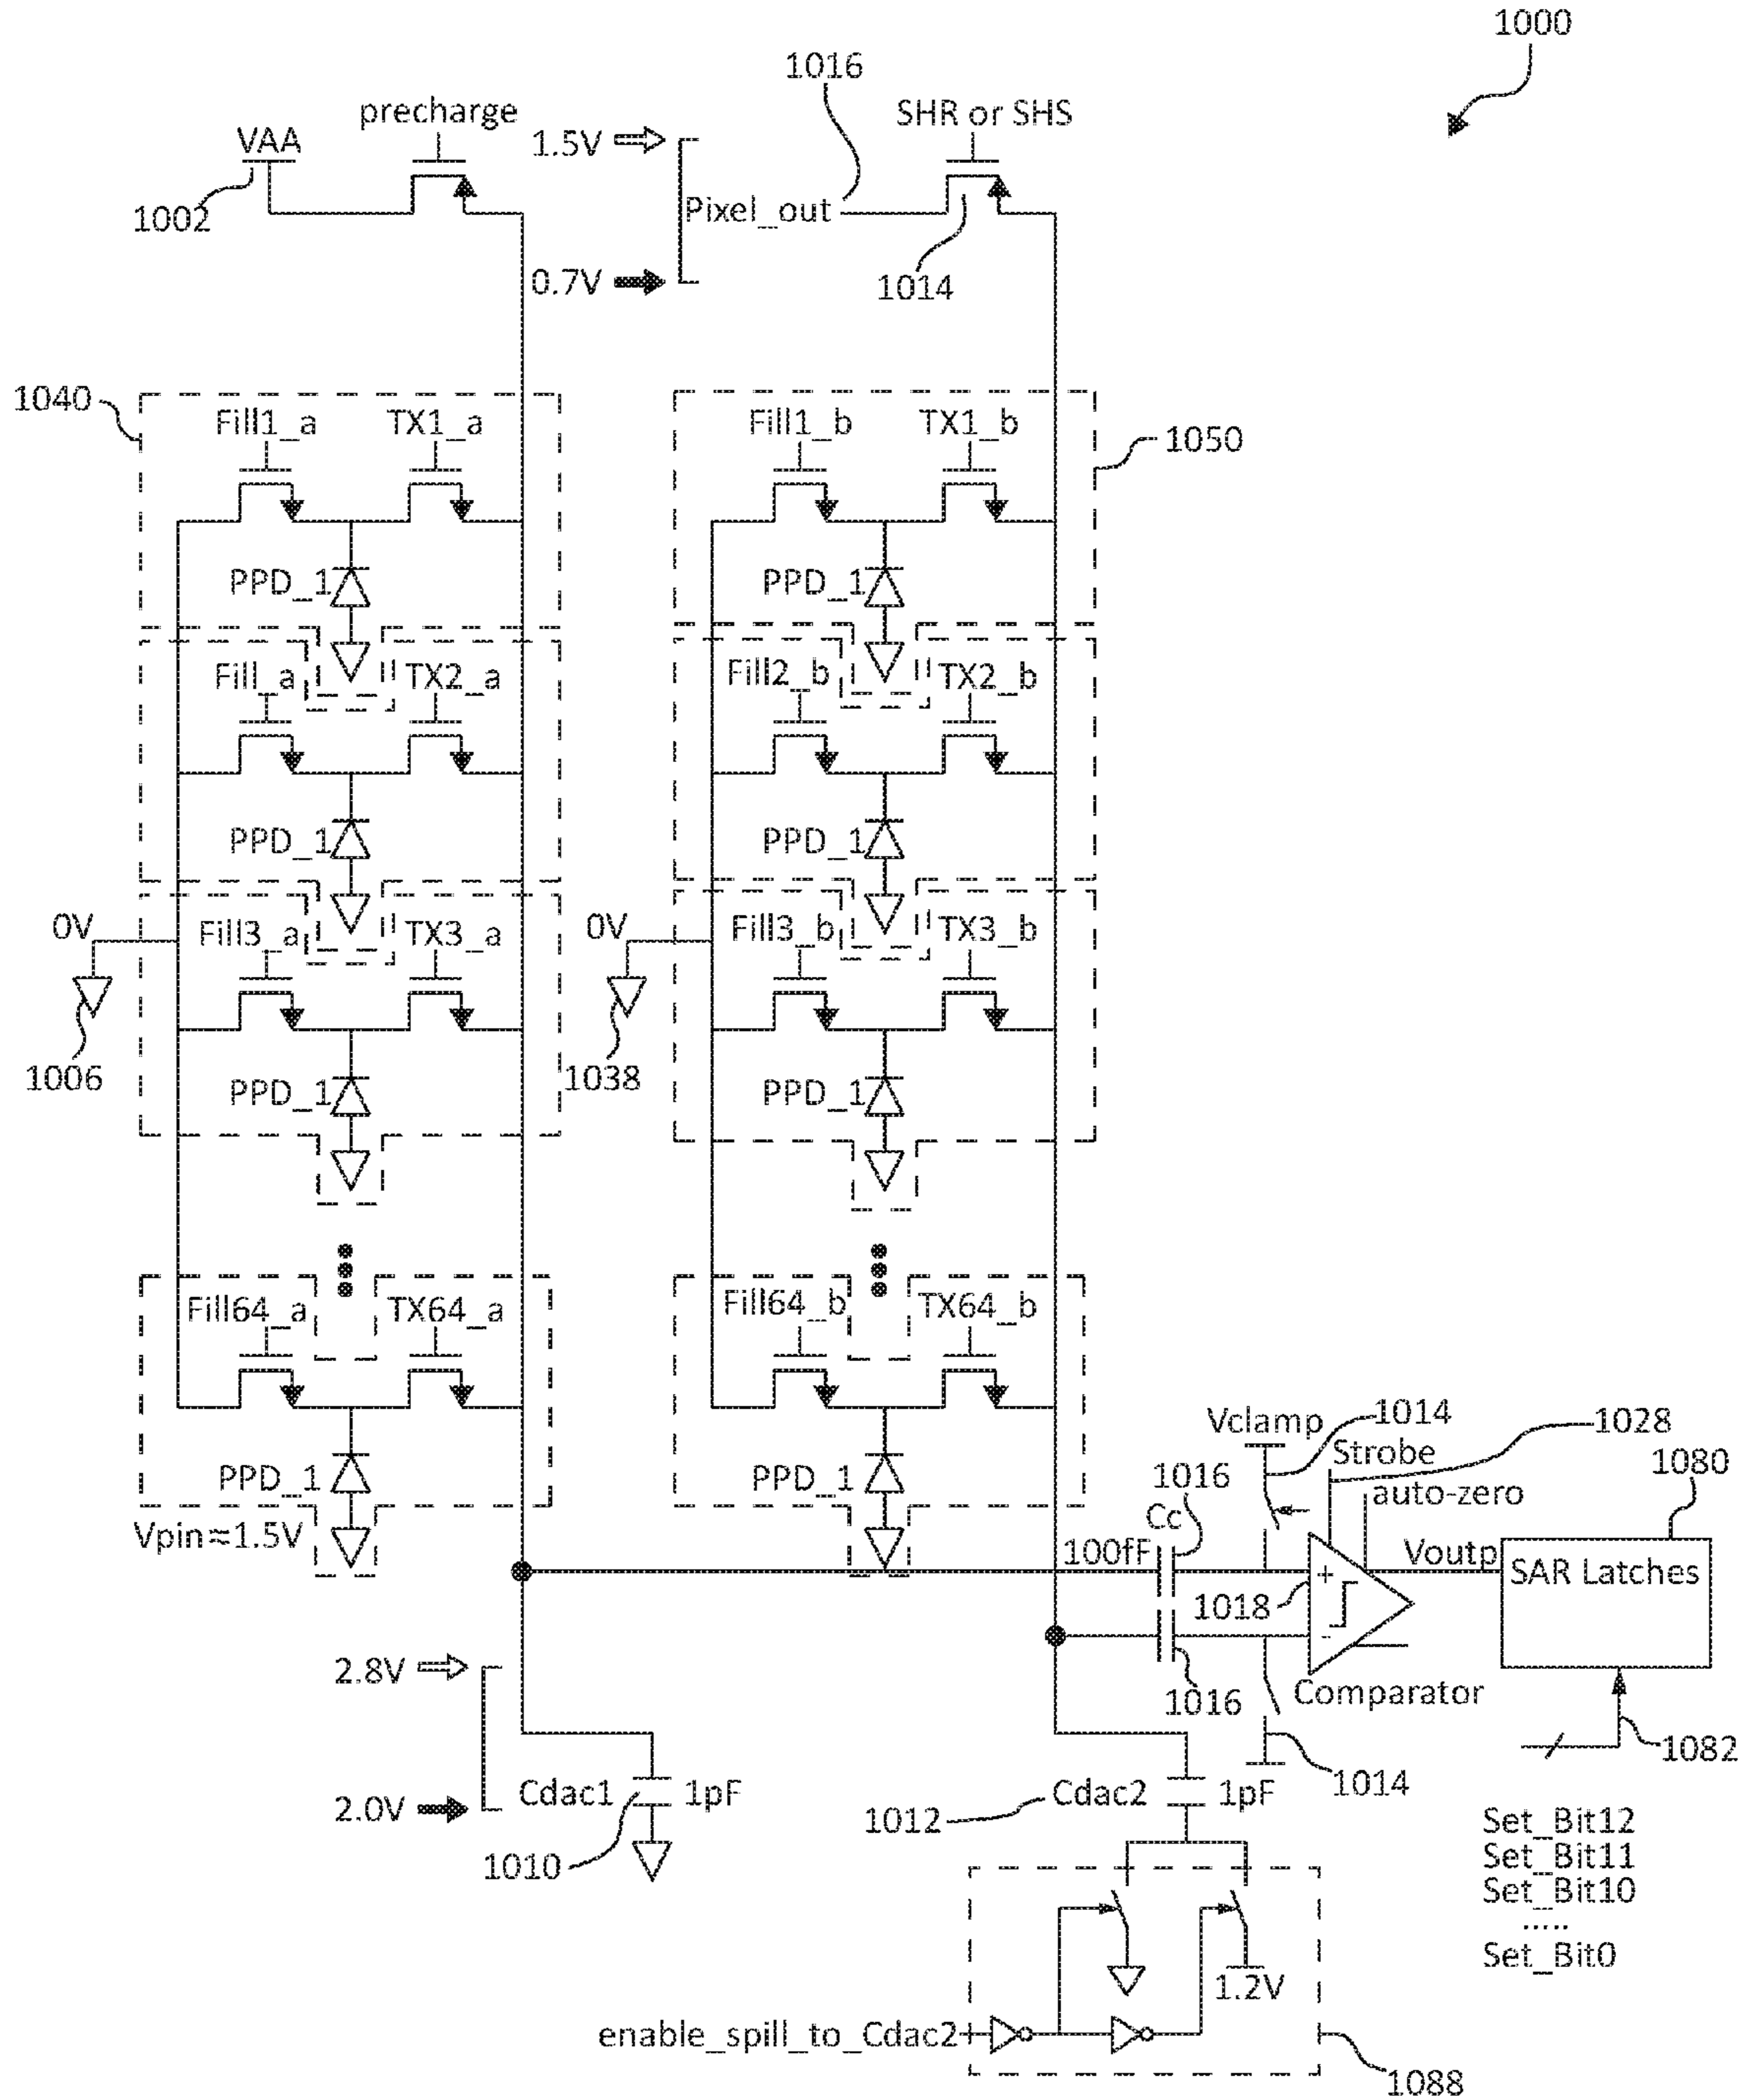 1000
1016
precharge
SHR or SHS
VAA
1.5V
1002
Pixel_out
0.7V
1014
1040
Fill1_a
TX1_a
Fill1_b
TX1_b
1050
PPD_1
PPD_1
Fill_a
TX2_a
Fill2_b
TX2_b
PPD_1
PPD_1
0V
Fill3_a
TX3_a
0V
Fill3_b
TX3_b
1006
PPD_1
1038
PPD_1
Fill64_a
TX64_a
Fill64_b
TX64_b
Vclamp
1014
1028
Strobe
1080
PPD_1
PPD_1
1016
auto-zero
Cc
Vpin≈1.5V
100fF
Voutp
SAR Latches
+
1018
-
2.8V
1016
Comparator
1082
1014
Cdac1
1pF
Cdac2
1pF
2.0V
1012
1010
Set_Bit12
Set_Bit11
Set_Bit10
.....
Set_Bit0
1.2V
enable_spill_to_Cdac2
1088